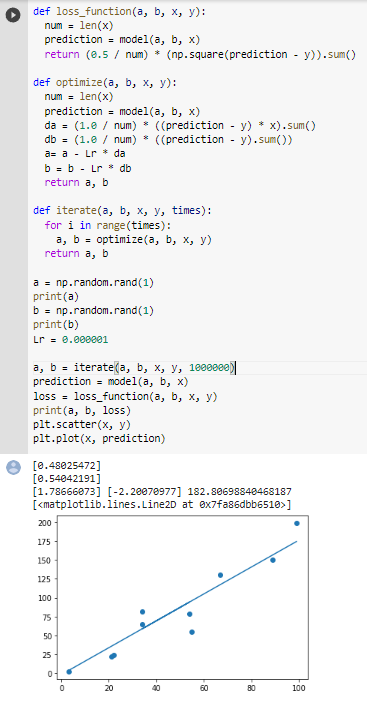 def loss_function(a, b, x, y):
  num = len(x)
  prediction = model(a, b, x)
  return (0.5 / num) * (np.square(prediction - y)).sum()

def optimize(a, b, x, y):
  num = len(x)
  prediction = model(a, b, x)
  da = (1.0 / num) * ((prediction - y) * x).sum()
  db = (1.0 / num) * ((prediction - y).sum())
  a= a - Lr * da
  b = b - Lr * db
  return a, b

def iterate(a, b, x, y, times):
  for i in range(times):
    a, b = optimize(a, b, x, y)
  return a, b

a = np.random.rand(1)
print(a)
b = np.random.rand(1)
print(b)
Lr = 0.000001

a, b = iterate(a, b, x, y, 1000000)
prediction = model(a, b, x)
loss = loss_function(a, b, x, y)
print(a, b, loss)
plt.scatter(x, y)
plt.plot(x, prediction)
[0.48025472]
[0.54042191]
[1.78666073] [-2.20070977] 182.80698840468187
[<matplotlib.lines.Line2D at 0x7fa86dbb6510>]
200
175
150
125
100
75
50
25
0
0 20 40 60 80 100